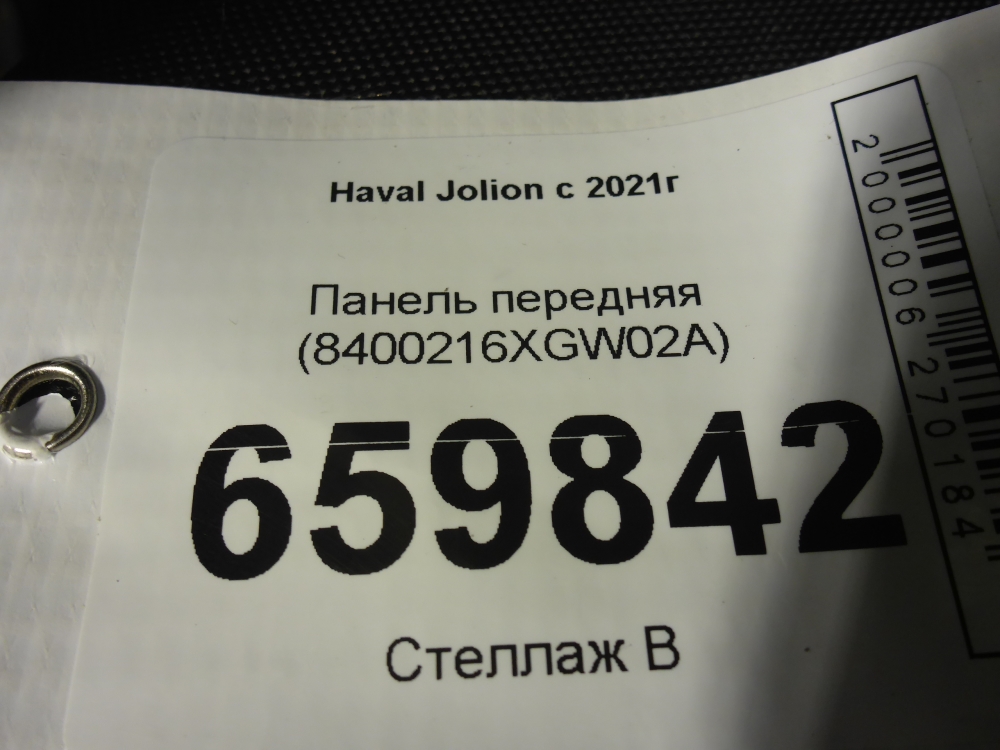 Haval Jolion с 2021г
Панель передняя
(8400216XGW02A)
659842
Стеллаж В
2000006270184